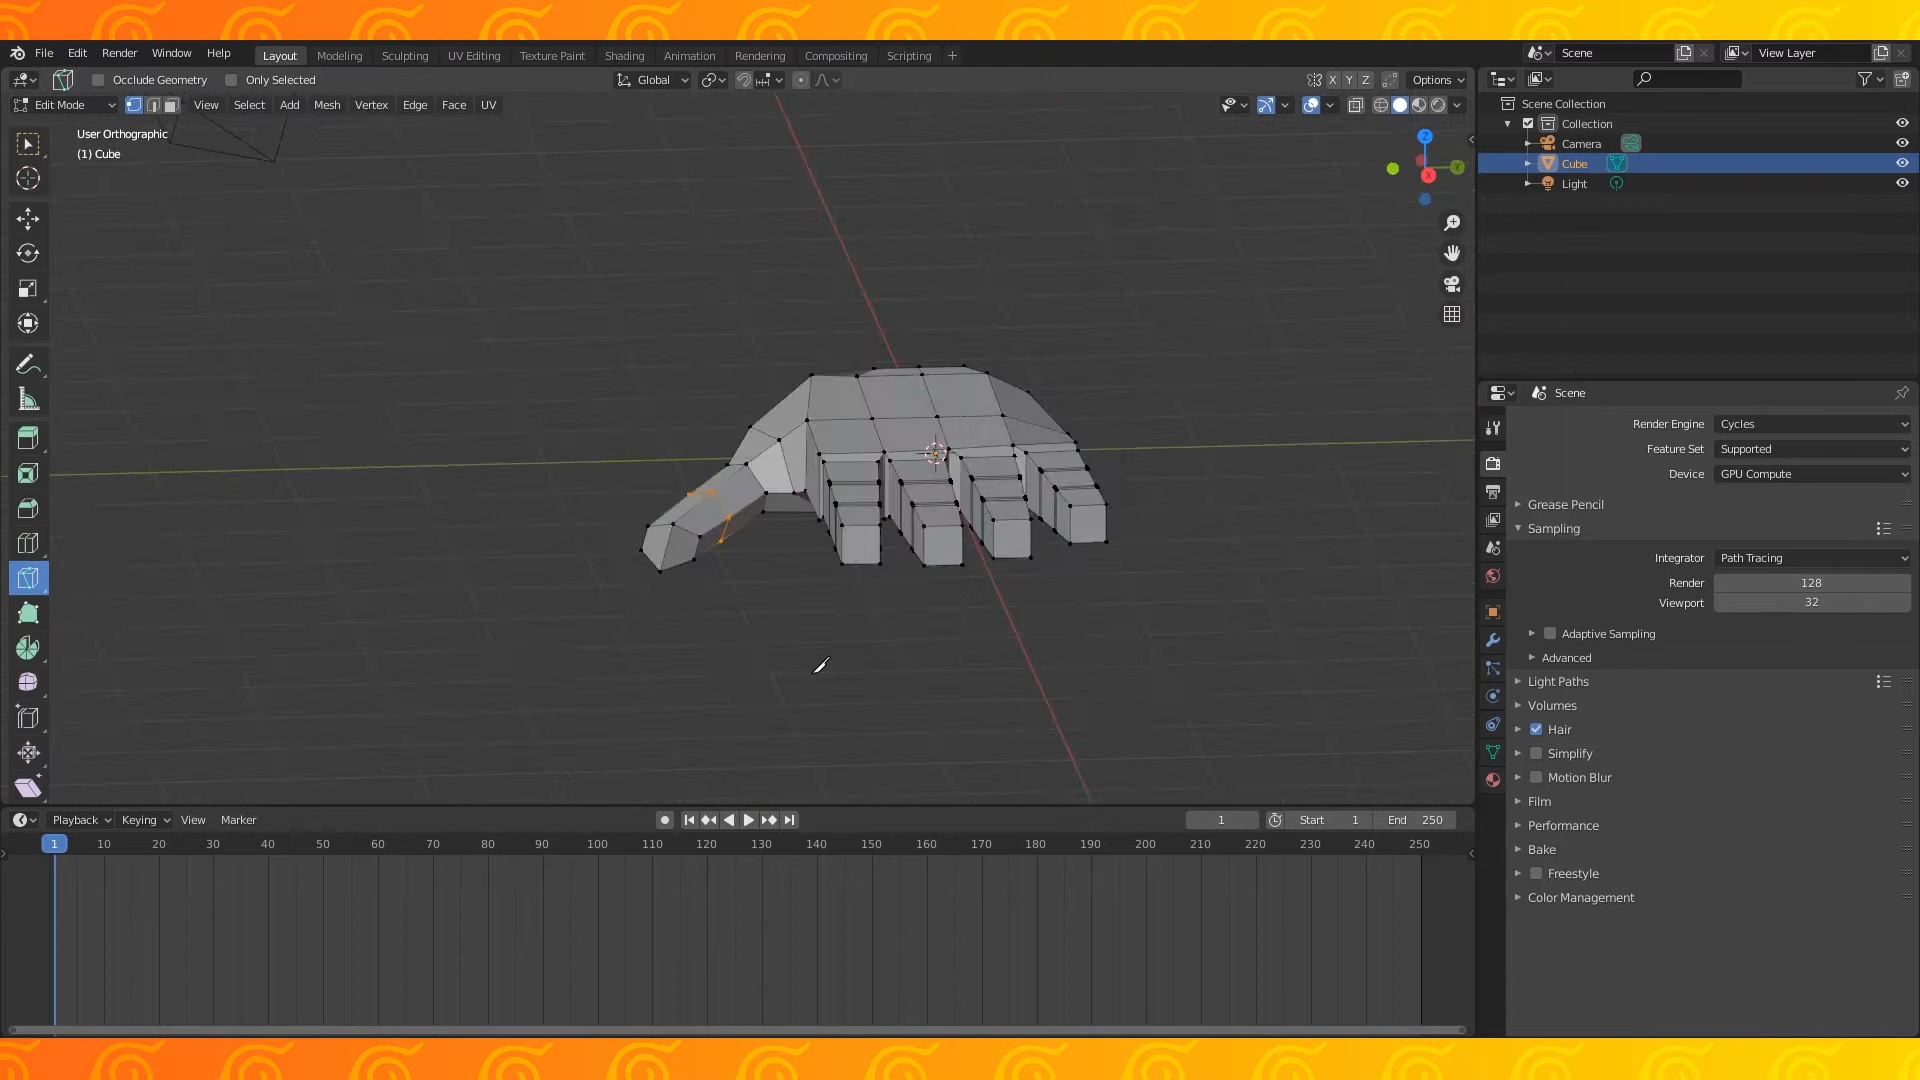 File Edit Render Window Help Layout Modeling Sculpting UV Editing Texture Paint Shading Animation Rendering Compositing Scripting + Scene View Layer
Occlude Geometry Only Selected Global X Y Z Options
Edit Mode View Select Add Mesh Vertex Edge Face UV
User Orthographic
(1) Cube
Z
Y
X
Scene Collection
Collection
Camera
Cube
Light
Scene
Render Engine Cycles
Feature Set Supported
Device GPU Compute
Grease Pencil
Sampling
Integrator Path Tracing
Render 128
Viewport 32
Adaptive Sampling
Advanced
Light Paths
Volumes
Hair
Simplify
Motion Blur
Film
Performance
Bake
Freestyle
Color Management
Playback Keying View Marker 1 Start 1 End 250
1 10 20 30 40 50 60 70 80 90 100 110 120 130 140 150 160 170 180 190 200 210 220 230 240 250